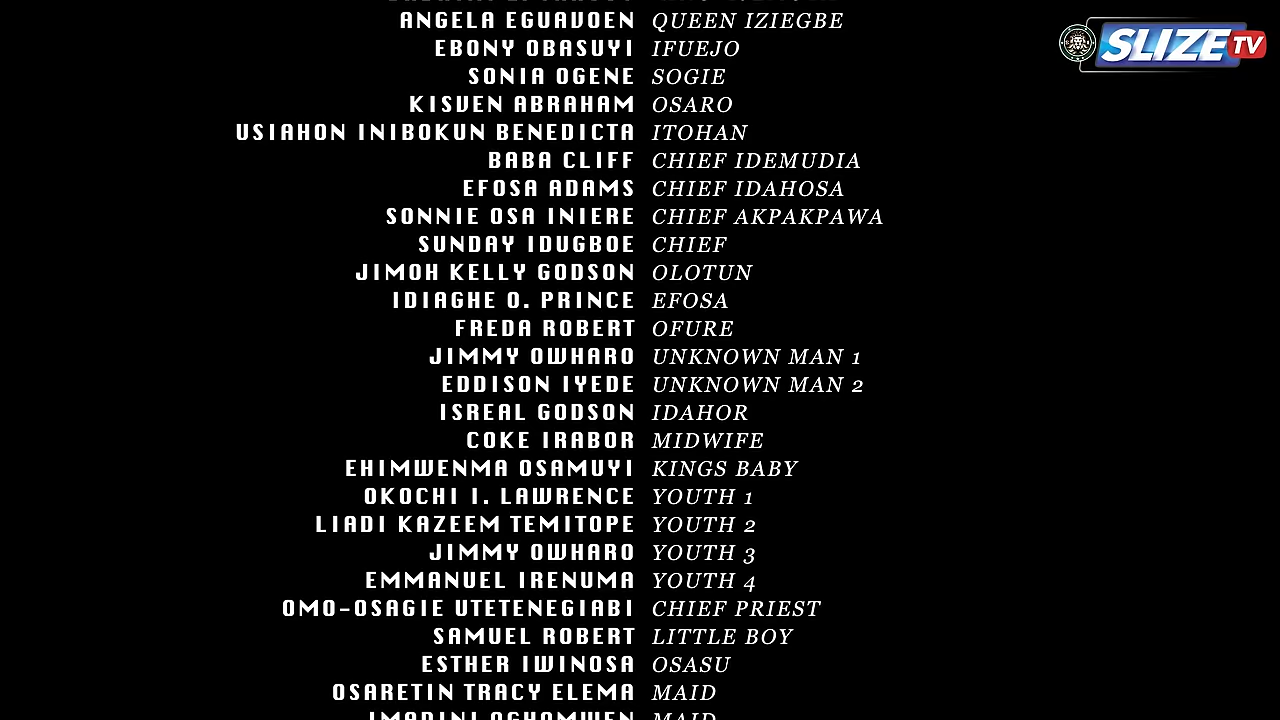 ANGELA EGUAVOEN QUEEN IZIEGBE
EBONY OBASUYI IFUEJO
SONIA OGENE SOGIE
KISVEN ABRAHAM OSARO
USIAHON INIBOKUN BENEDICTA ITOHAN
BABA CLIFF CHIEF IDEMUDIA
EFOSA ADAMS CHIEF IDAHOSA
SONNIE OSA INIERE CHIEF AKPAKPAWA
SUNDAY IDUGBOE CHIEF
JIMOH KELLY GODSON OLOTUN
IDIAGHE O. PRINCE EFOSA
FREDA ROBERT OFURE
JIMMY OWHARO UNKNOWN MAN 1
EDDISON IYEDE UNKNOWN MAN 2
ISREAL GODSON IDAHOR
COKE IRABOR MIDWIFE
EHIMWENMA OSAMUYI KINGS BABY
OKOCHI I. LAWRENCE YOUTH 1
LIADI KAZEEM TEMITOPE YOUTH 2
JIMMY OWHARO YOUTH 3
EMMANUEL IRENUMA YOUTH 4
OMO-OSAGIE UTETENEGIABI CHIEF PRIEST
SAMUEL ROBERT LITTLE BOY
ESTHER IWINOSA OSASU
OSARETIN TRACY ELEMA MAID
MAID
SLIZE TV